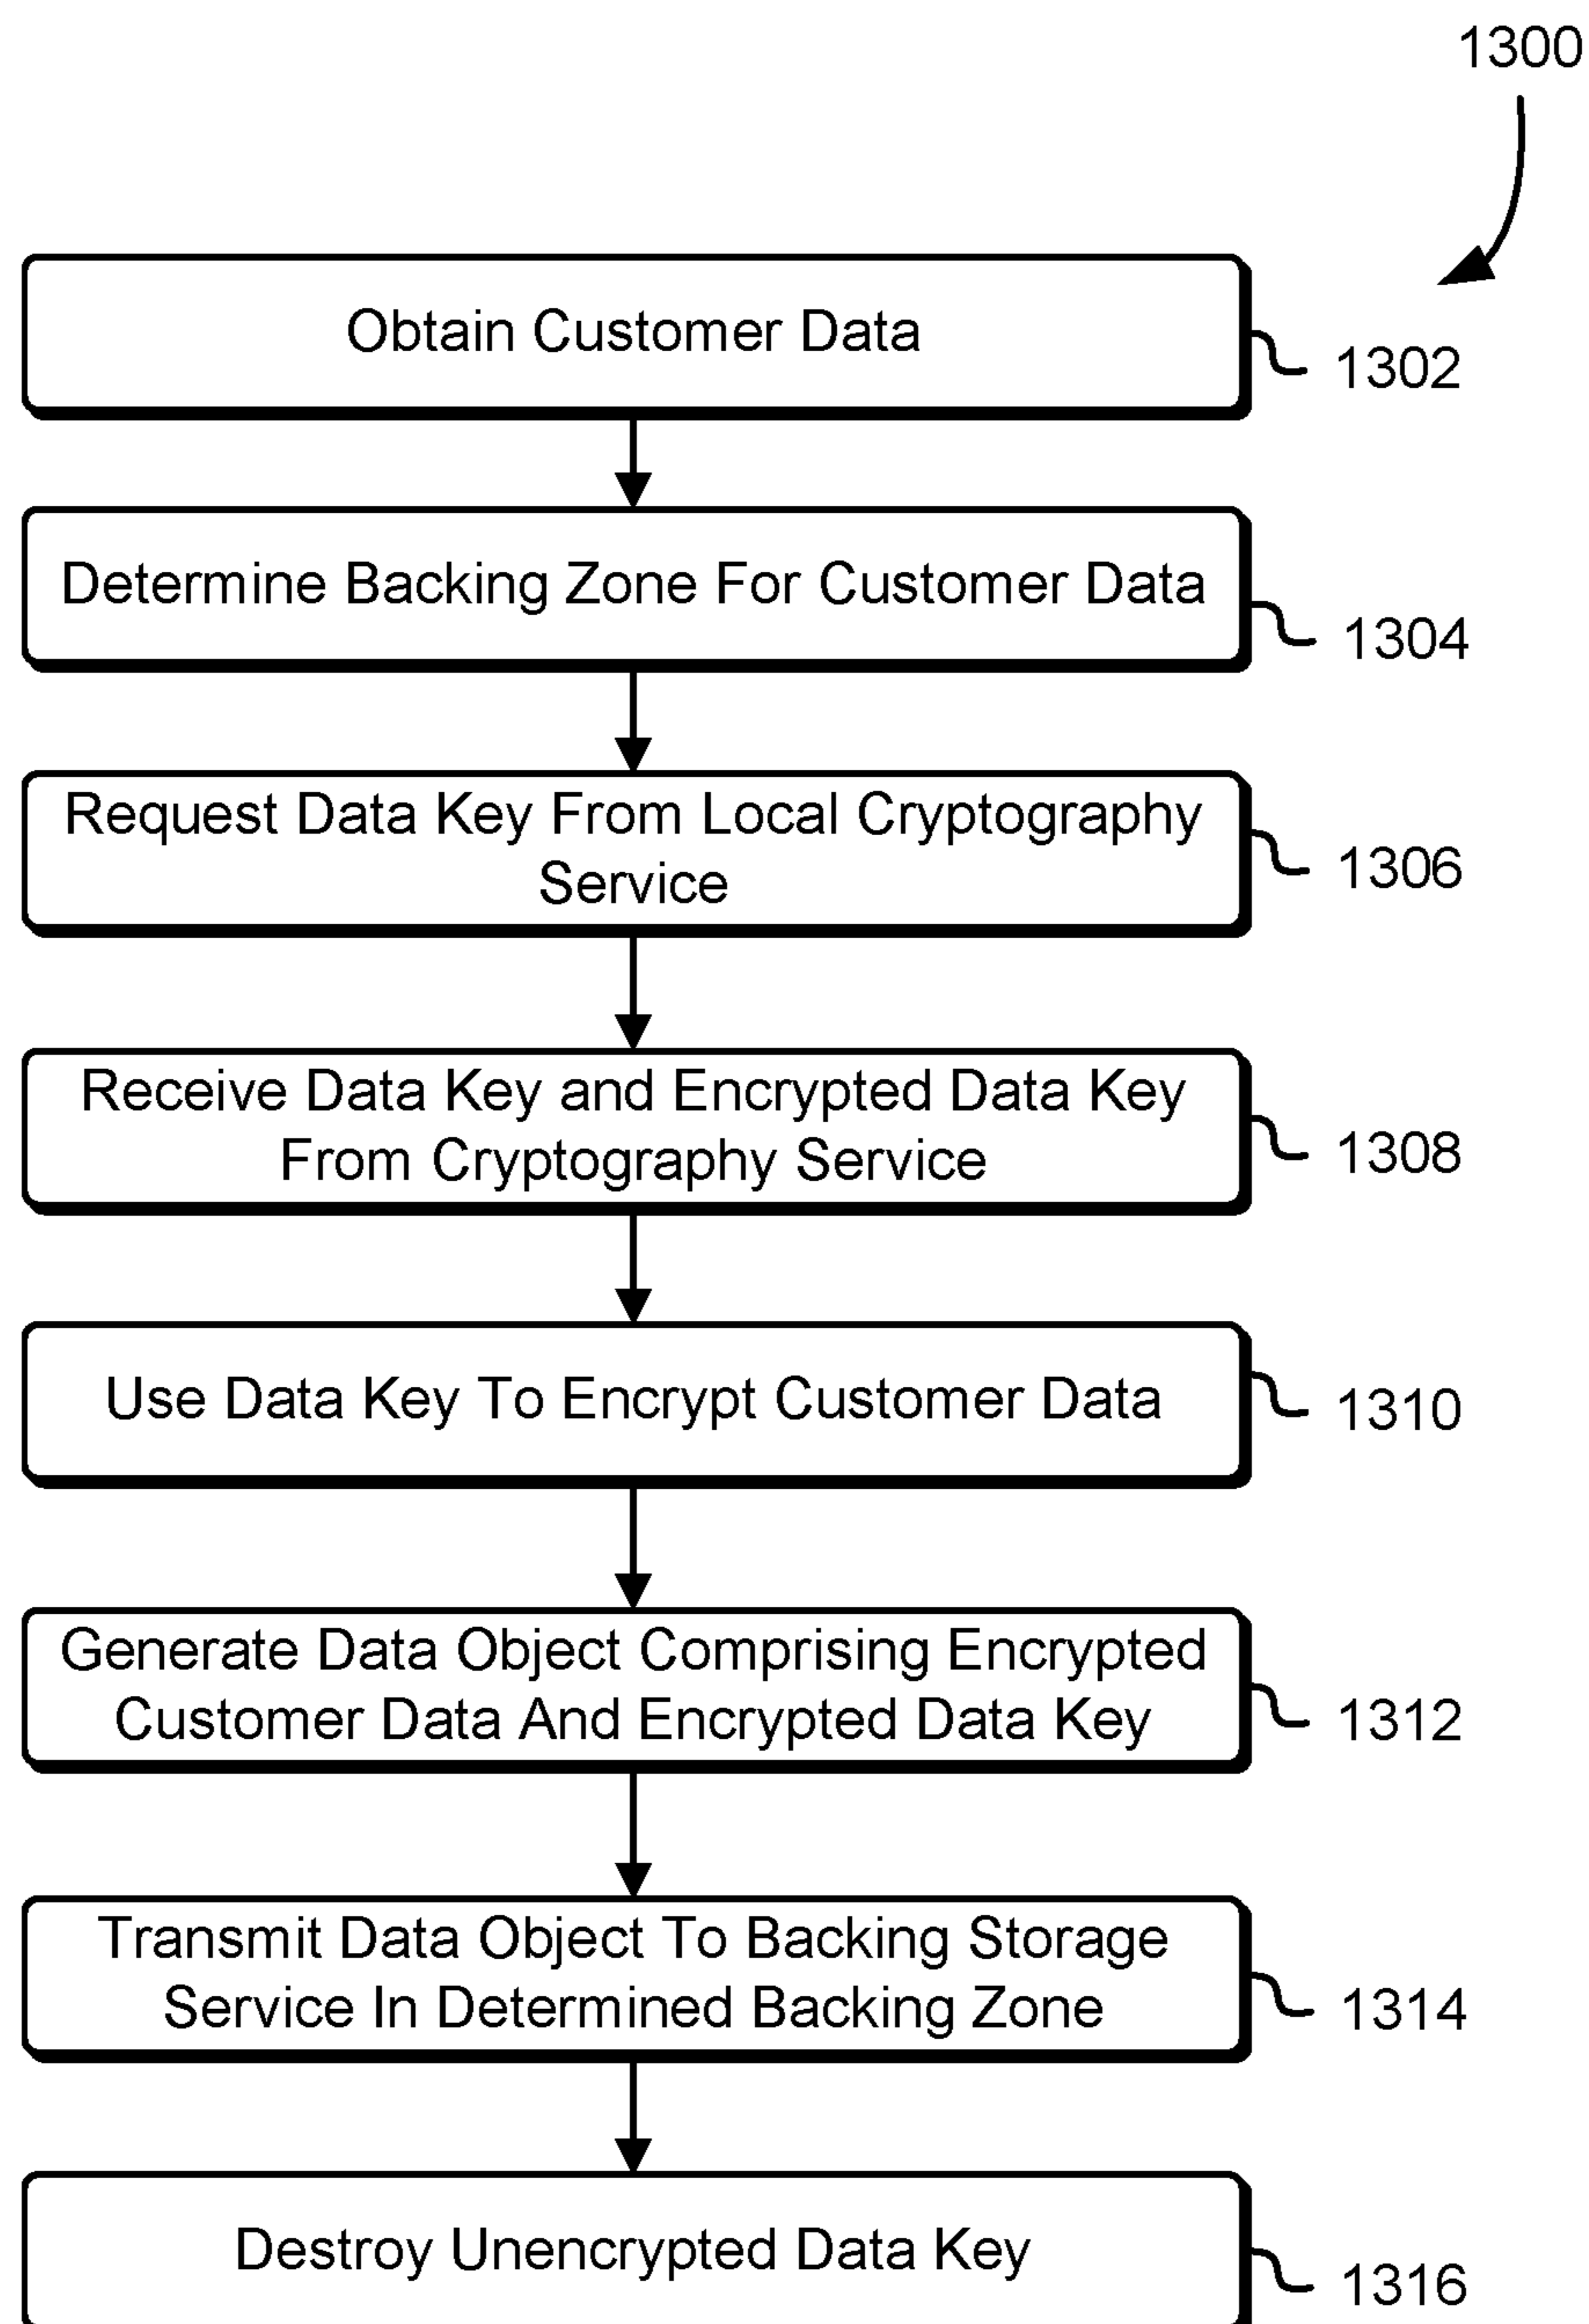 1300
Obtain Customer Data
1302
Determine Backing Zone For Customer Data
1304
Request Data Key From Local Cryptography
Service
1306
Receive Data Key and Encrypted Data Key
From Cryptography Service
1308
Use Data Key To Encrypt Customer Data
1310
Generate Data Object Comprising Encrypted
Customer Data And Encrypted Data Key
1312
Transmit Data Object To Backing Storage
Service In Determined Backing Zone
1314
Destroy Unencrypted Data Key
1316